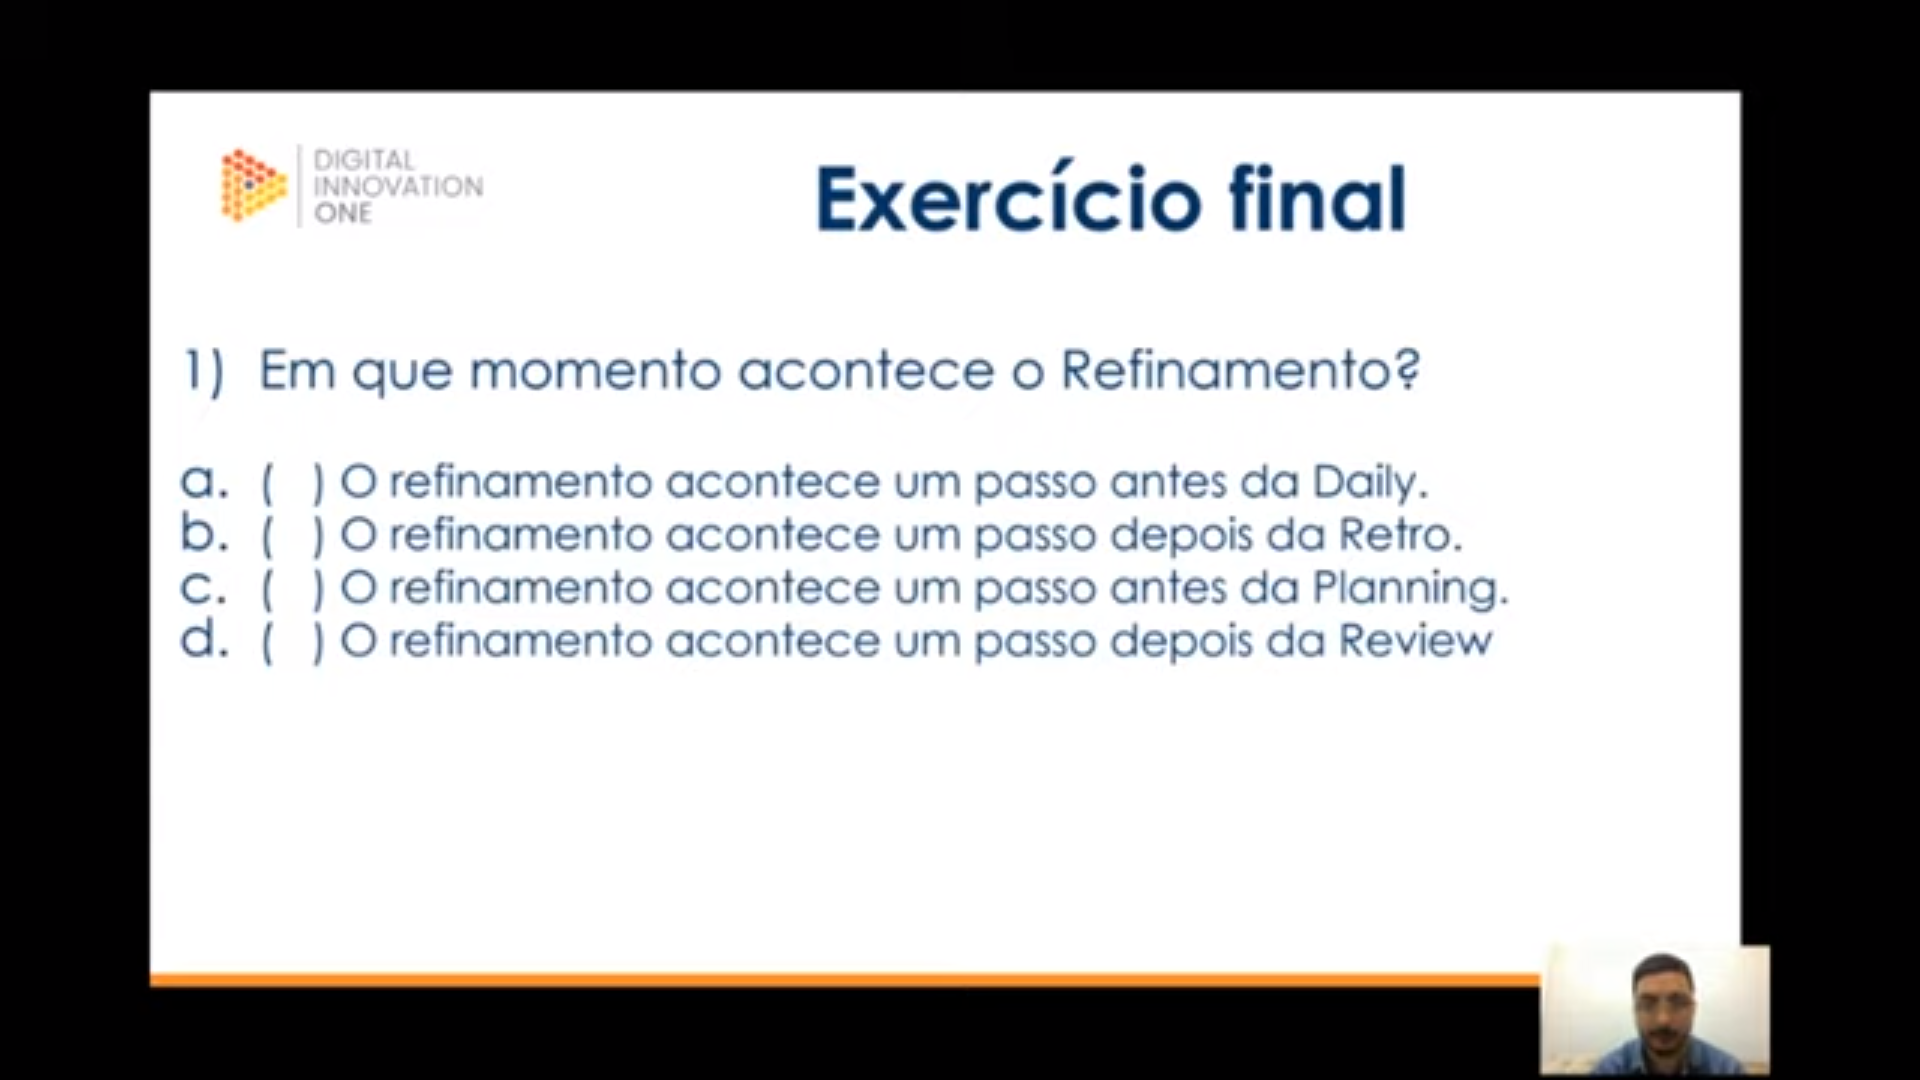 DIGITAL
INNOVATION
ONE
Exercício final
1) Em que momento acontece o Refinamento?
a. ( ) O refinamento acontece um passo antes da Daily.
b. ( ) O refinamento acontece um passo depois da Retro.
c. ( ) O refinamento acontece um passo antes da Planning.
d. ( ) O refinamento acontece um passo depois da Review